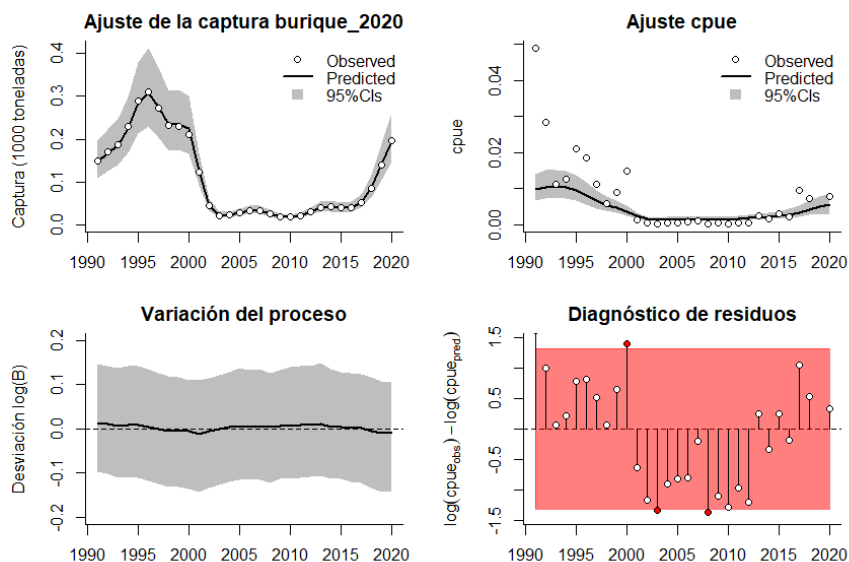 Ajuste de la captura burique_2020
Captura (1000 toneladas)
0.4
0.3
0.2
0.1
0.0
Observed
Predicted
95%CIs
1990 1995 2000 2005 2010 2015 2020
Ajuste cpue
cpue
0.04
0.02
0.00
Observed
Predicted
95%CIs
1990 1995 2000 2005 2010 2015 2020
Variación del proceso
Desviación log(B)
0.2
0.1
0.0
-0.1
-0.2
1990 1995 2000 2005 2010 2015 2020
Diagnóstico de residuos
log(cpue_obs) − log(cpue_pred)
1.5
0.5
-0.5
-1.5
1990 1995 2000 2005 2010 2015 2020